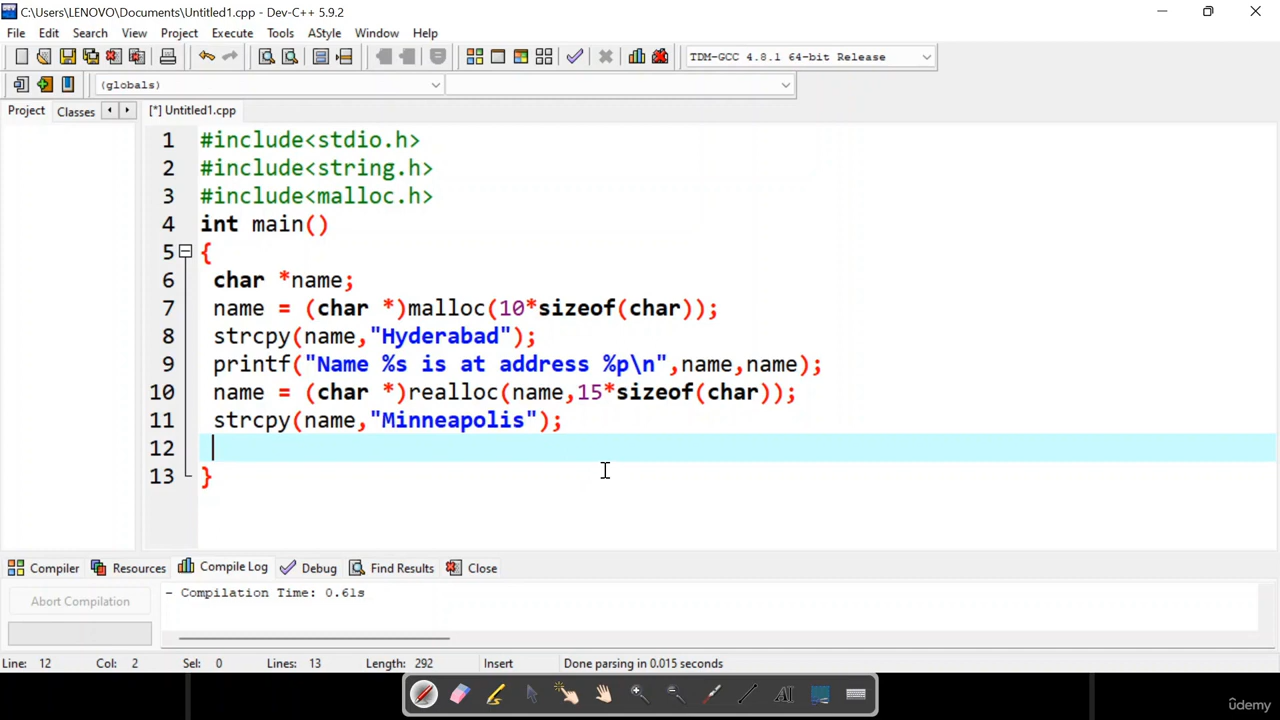 C:\Users\LENOVO\Documents\Untitled1.cpp - Dev-C++ 5.9.2
File Edit Search View Project Execute Tools AStyle Window Help
TDM-GCC 4.8.1 64-bit Release
(globals)
Project Classes [*] Untitled1.cpp
1 #include<stdio.h>
2 #include<string.h>
3 #include<malloc.h>
4 int main()
5 {
6 char *name;
7 name = (char *)malloc(10*sizeof(char));
8 strcpy(name,"Hyderabad");
9 printf("Name %s is at address %p\n",name,name);
10 name = (char *)realloc(name,15*sizeof(char));
11 strcpy(name,"Minneapolis");
12
13 }
Compiler Resources Compile Log Debug Find Results Close
- Compilation Time: 0.61s
Abort Compilation
Line: 12 Col: 2 Sel: 0 Lines: 13 Length: 292 Insert Done parsing in 0.015 seconds
AI
ûdemy